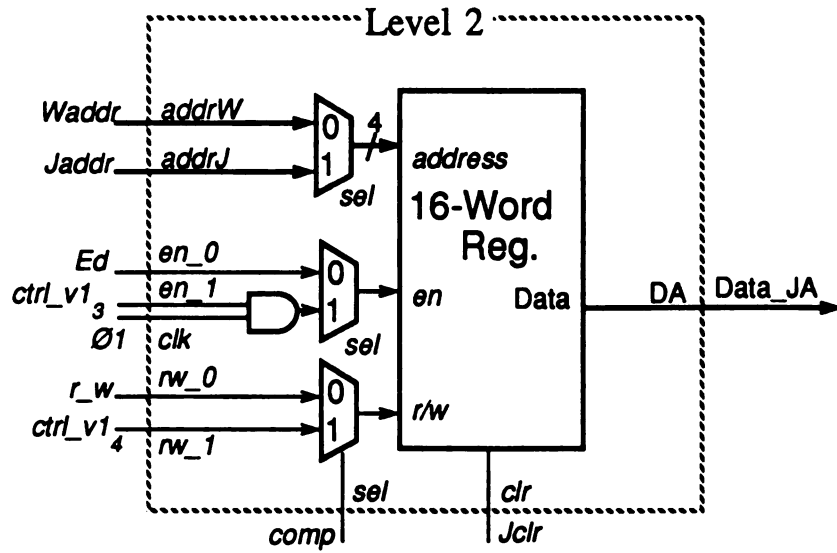 Level 2
Waddr addrW 0 4
Jaddr addrJ 1 address
sel 16-Word
Reg.
Ed en_0 0
ctrl_v1 3 en_1 1 en Data DA Data_JA
Ø1 clk sel
r_w rw_0 0
ctrl_v1 4 rw_1 1 r/w
sel clr
comp Jclr